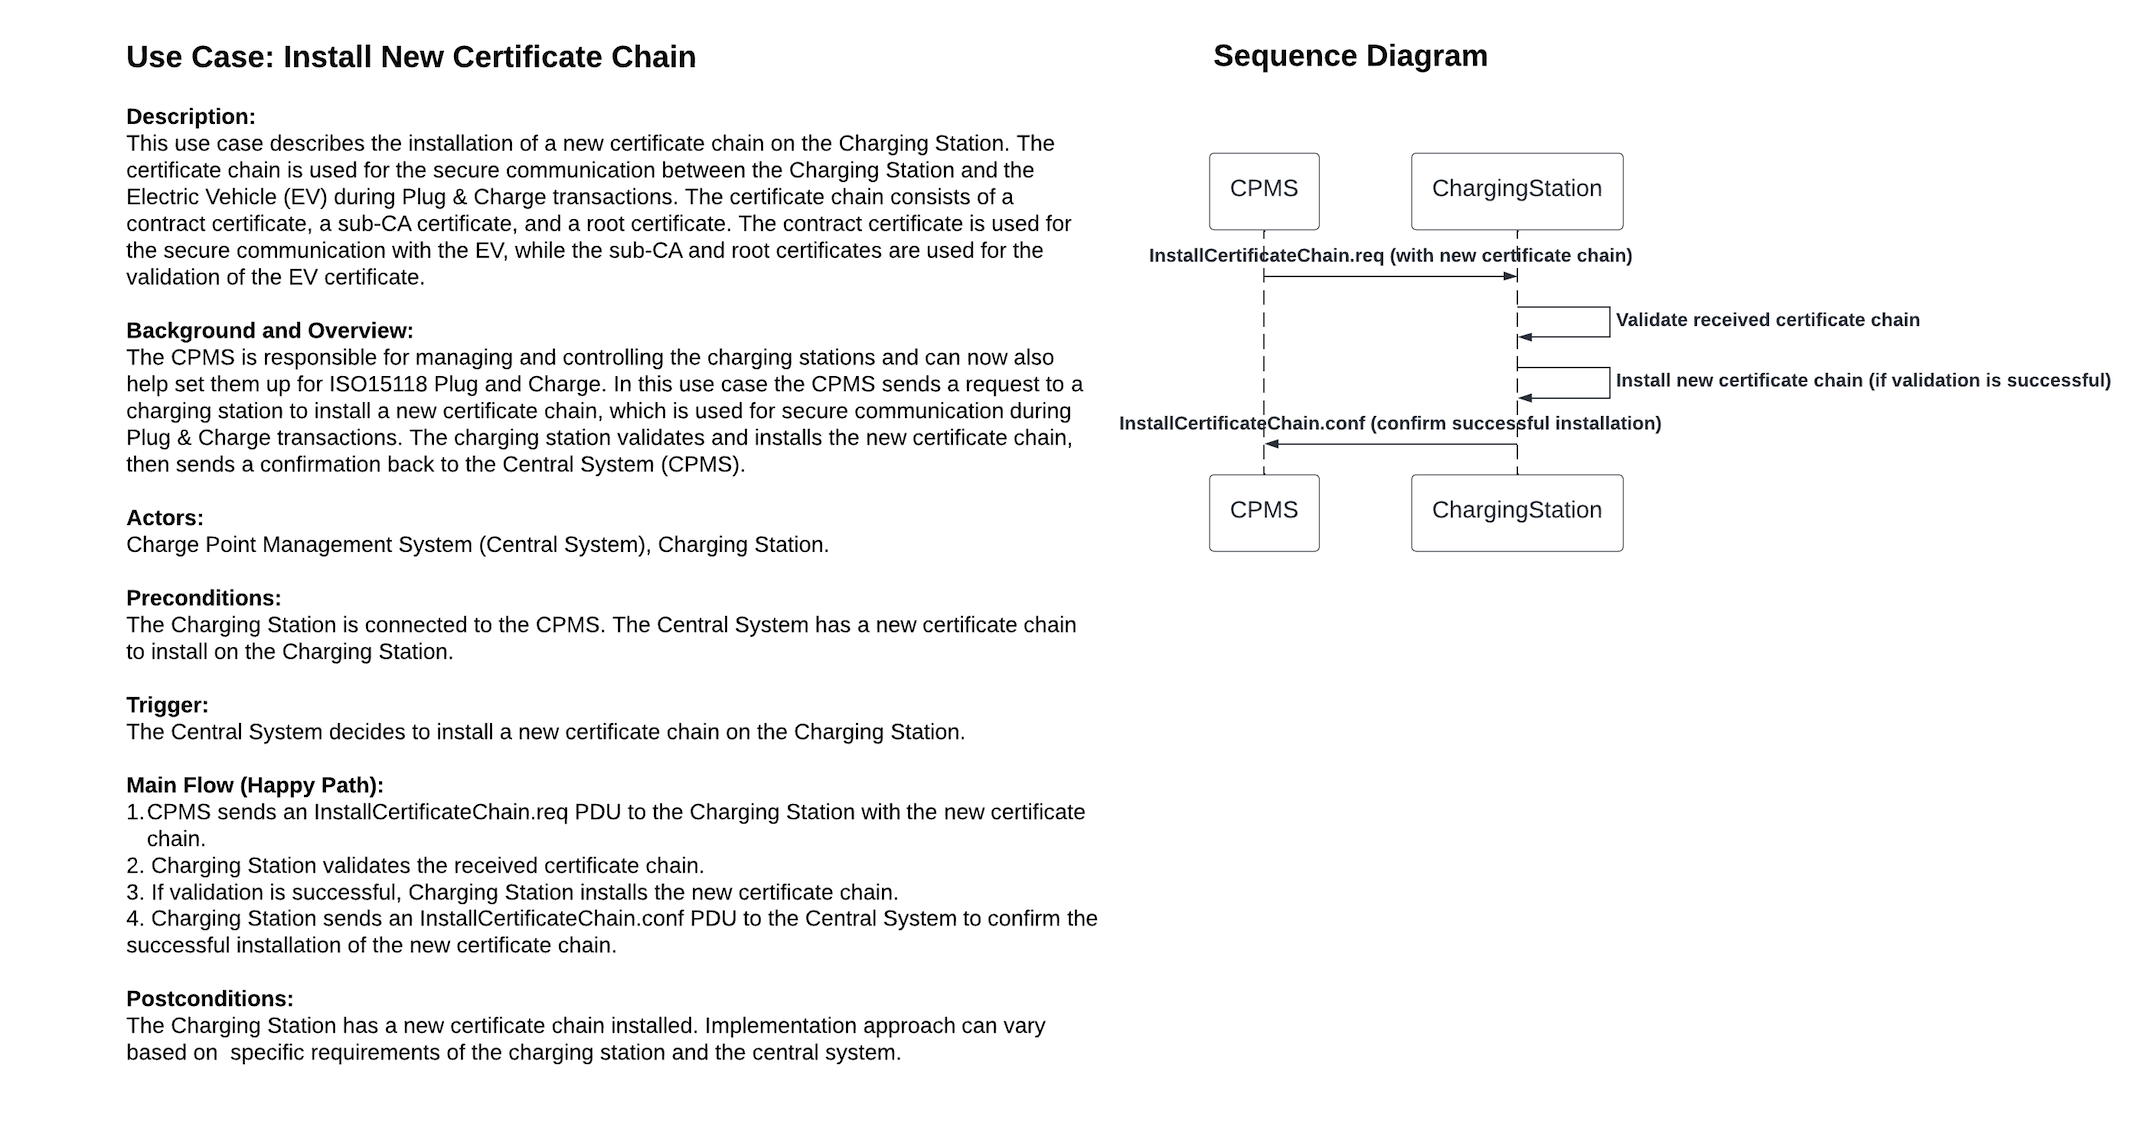 Use Case: Install New Certificate Chain
Description:
This use case describes the installation of a new certificate chain on the Charging Station. The
certificate chain is used for the secure communication between the Charging Station and the
Electric Vehicle (EV) during Plug & Charge transactions. The certificate chain consists of a
contract certificate, a sub-CA certificate, and a root certificate. The contract certificate is used for
the secure communication with the EV, while the sub-CA and root certificates are used for the
validation of the EV certificate.
Background and Overview:
The CPMS is responsible for managing and controlling the charging stations and can now also
help set them up for ISO15118 Plug and Charge. In this use case the CPMS sends a request to a
charging station to install a new certificate chain, which is used for secure communication during
Plug & Charge transactions. The charging station validates and installs the new certificate chain,
then sends a confirmation back to the Central System (CPMS).
Actors:
Charge Point Management System (Central System), Charging Station.
Preconditions:
The Charging Station is connected to the CPMS. The Central System has a new certificate chain
to install on the Charging Station.
Trigger:
The Central System decides to install a new certificate chain on the Charging Station.
Main Flow (Happy Path):
1. CPMS sends an InstallCertificateChain.req PDU to the Charging Station with the new certificate
chain.
2. Charging Station validates the received certificate chain.
3. If validation is successful, Charging Station installs the new certificate chain.
4. Charging Station sends an InstallCertificateChain.conf PDU to the Central System to confirm the
successful installation of the new certificate chain.
Postconditions:
The Charging Station has a new certificate chain installed. Implementation approach can vary
based on  specific requirements of the charging station and the central system.
Sequence Diagram
CPMS
ChargingStation
InstallCertificateChain.req (with new certificate chain)
Validate received certificate chain
Install new certificate chain (if validation is successful)
InstallCertificateChain.conf (confirm successful installation)
CPMS
ChargingStation